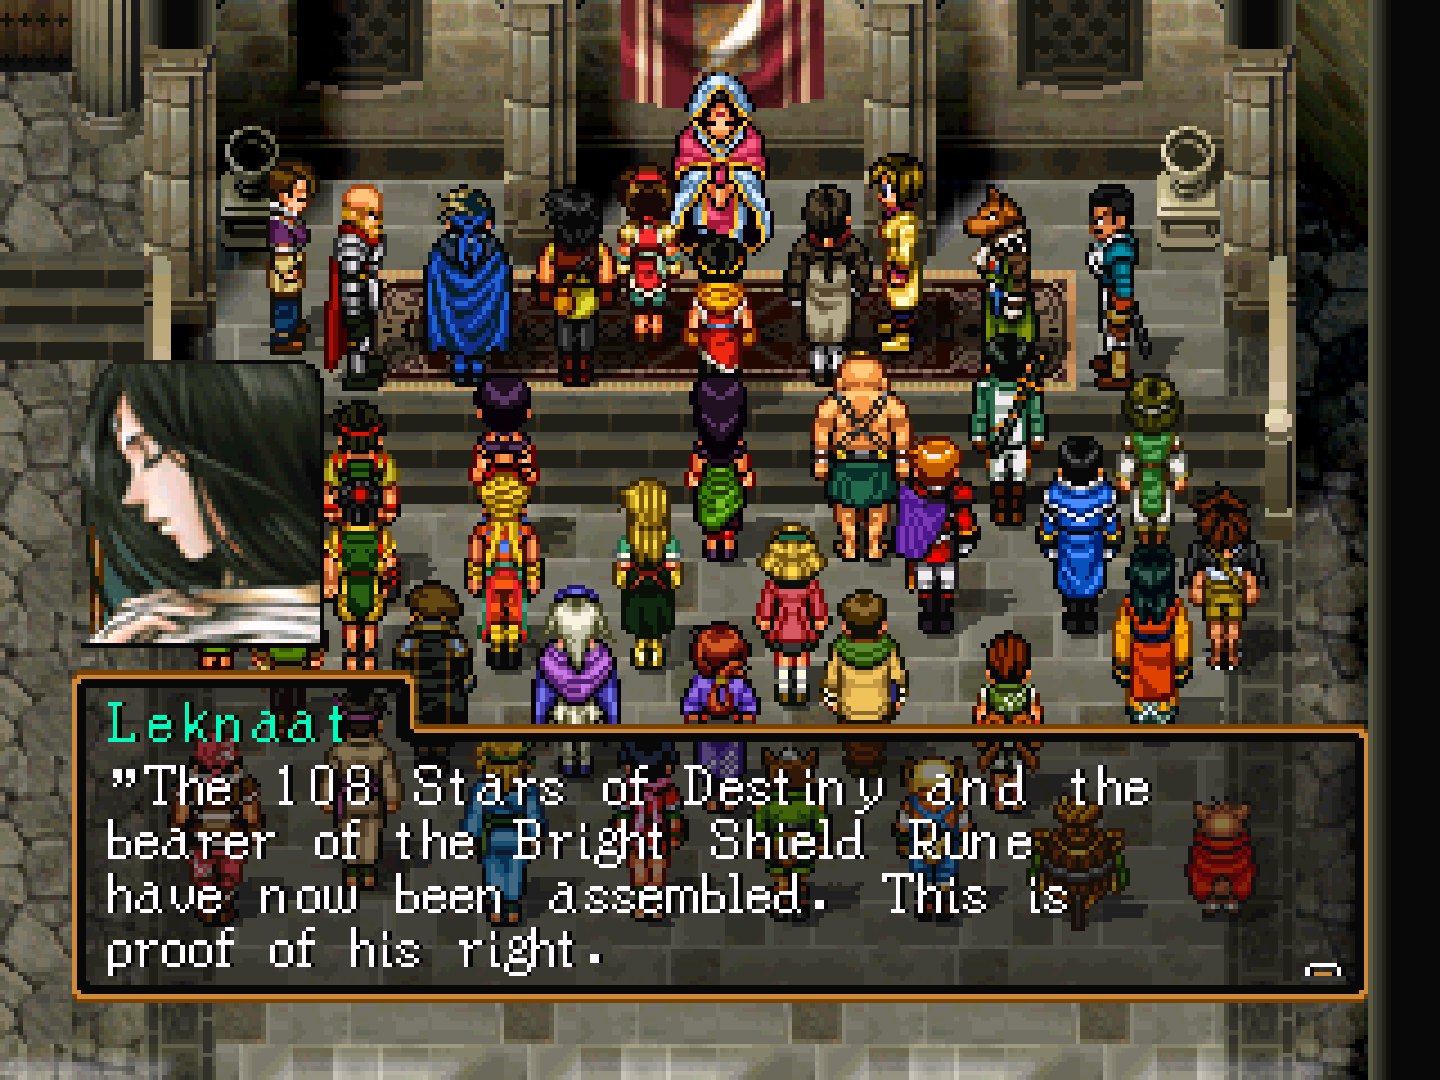 Leknaat
"The 108 Stars of Destiny and the
bearer of the Bright Shield Rune
have now been assembled. This is
proof of his right.